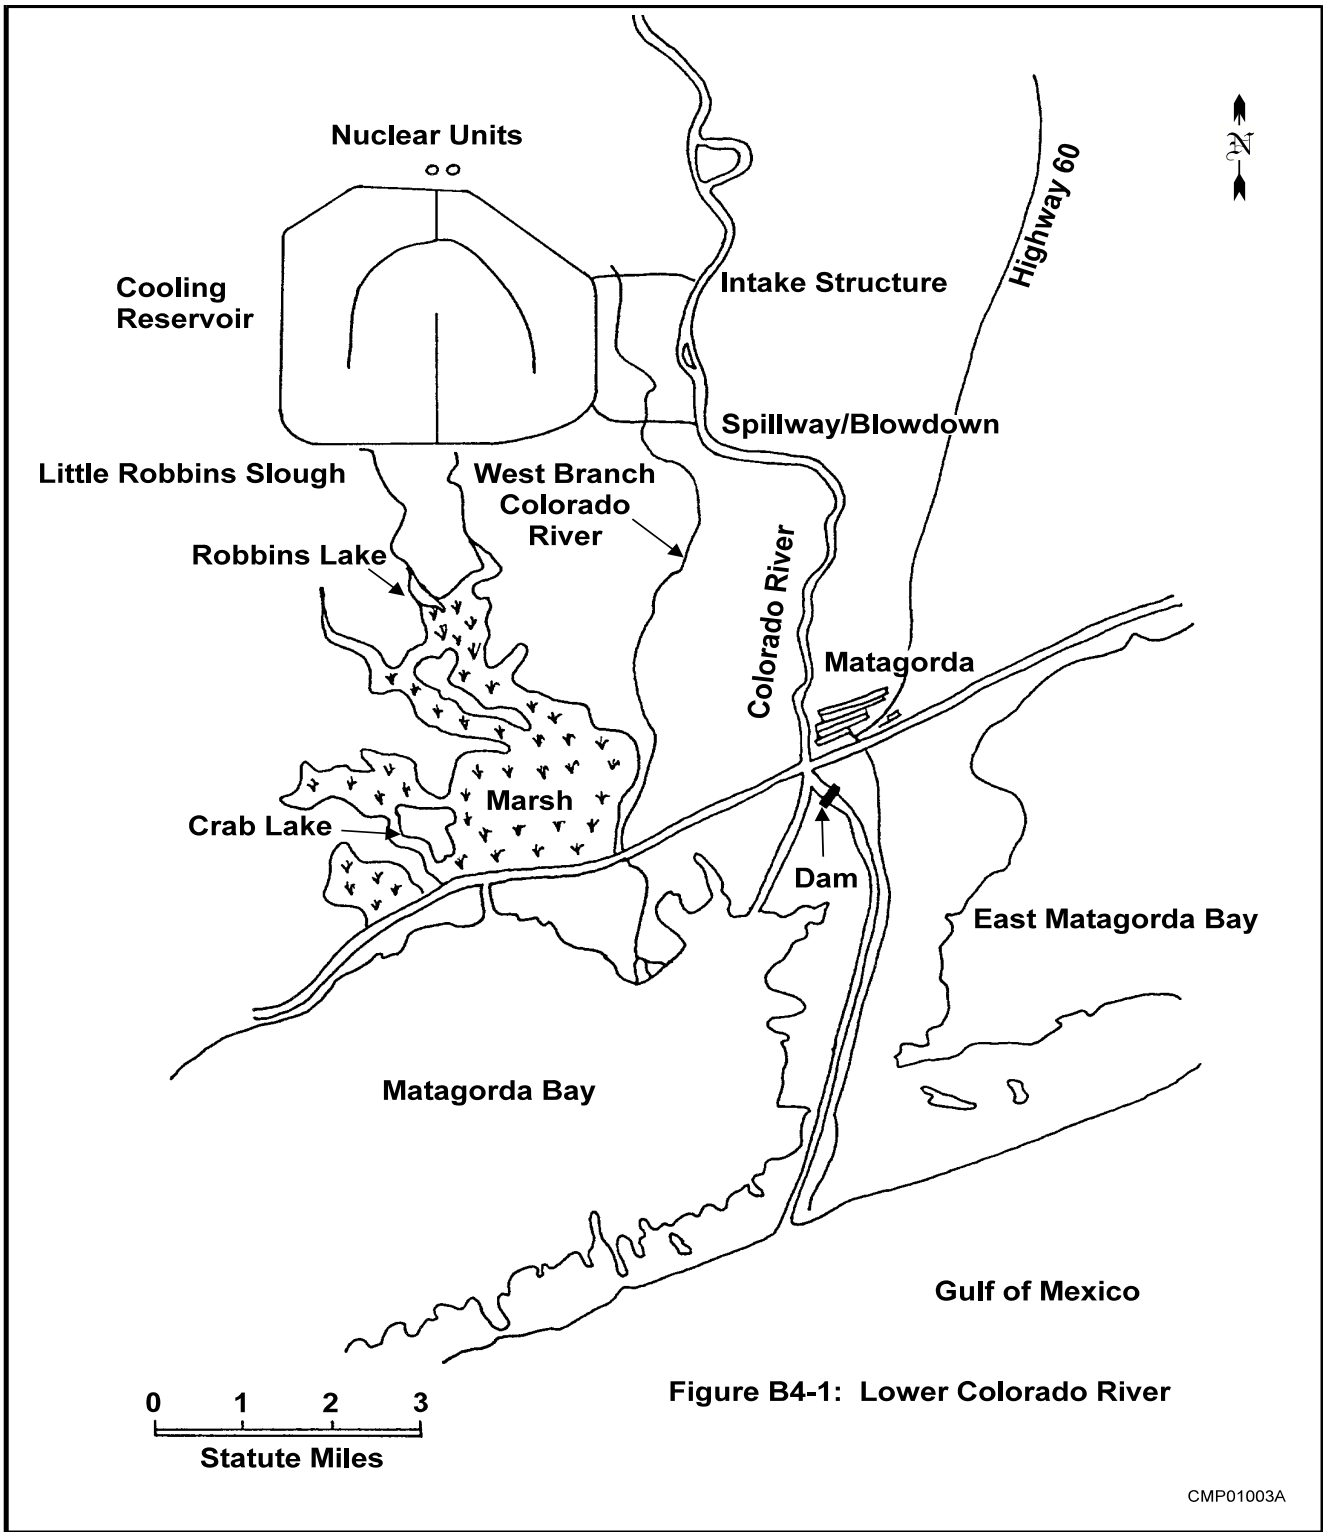 Nuclear Units
N
Highway 60
Cooling
Reservoir
Intake Structure
Spillway/Blowdown
Little Robbins Slough
West Branch
Colorado
River
Robbins Lake
Colorado River
Matagorda
Marsh
Crab Lake
Dam
East Matagorda Bay
Matagorda Bay
Gulf of Mexico
Figure B4-1: Lower Colorado River
0 1 2 3
Statute Miles
CMP01003A